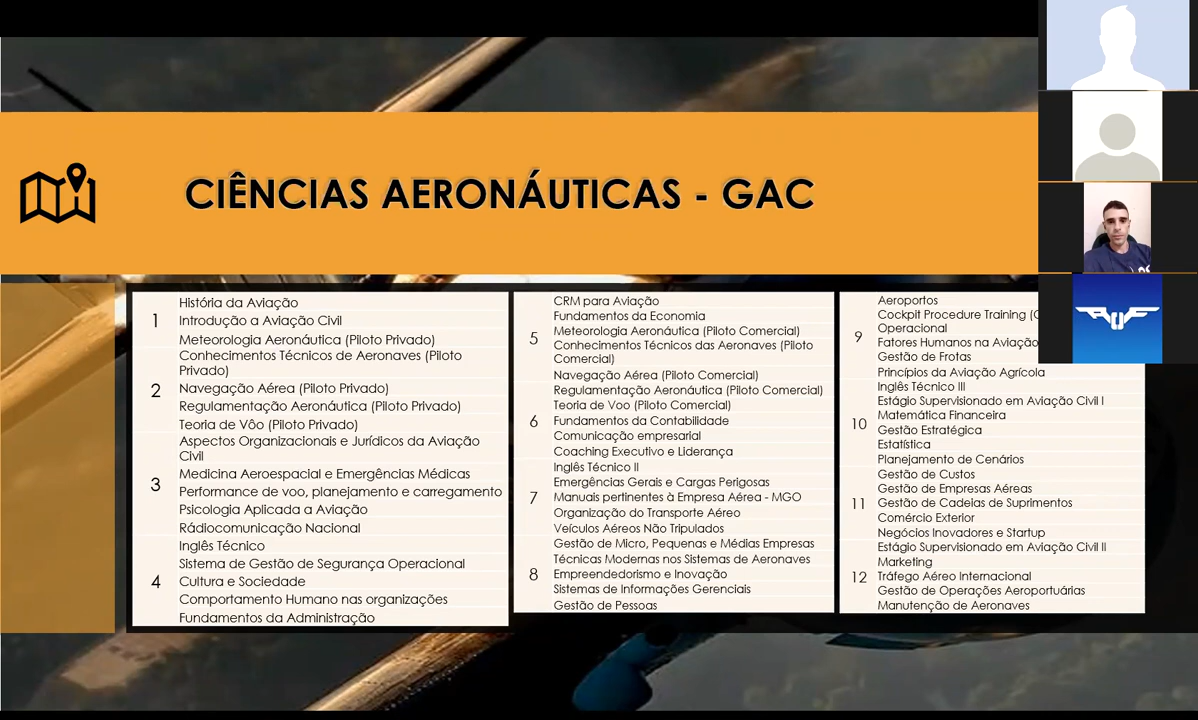 CIÊNCIAS AERONÁUTICAS - GAC
1
História da Aviação
Introdução a Aviação Civil
Meteorologia Aeronáutica (Piloto Privado)
2
Conhecimentos Técnicos de Aeronaves (Piloto
Privado)
Navegação Aérea (Piloto Privado)
Regulamentação Aeronáutica (Piloto Privado)
Teoria de Vôo (Piloto Privado)
3
Aspectos Organizacionais e Jurídicos da Aviação
Civil
Medicina Aeroespacial e Emergências Médicas
Performance de voo, planejamento e carregamento
Psicologia Aplicada a Aviação
Rádiocomunicação Nacional
4
Inglês Técnico
Sistema de Gestão de Segurança Operacional
Cultura e Sociedade
Comportamento Humano nas organizações
Fundamentos da Administração
5
CRM para Aviação
Fundamentos da Economia
Meteorologia Aeronáutica (Piloto Comercial)
Conhecimentos Técnicos das Aeronaves (Piloto
Comercial)
Navegação Aérea (Piloto Comercial)
6
Regulamentação Aeronáutica (Piloto Comercial)
Teoria de Voo (Piloto Comercial)
Fundamentos da Contabilidade
Comunicação empresarial
Coaching Executivo e Liderança
7
Inglês Técnico II
Emergências Gerais e Cargas Perigosas
Manuais pertinentes à Empresa Aérea - MGO
Organização do Transporte Aéreo
Veículos Aéreos Não Tripulados
8
Gestão de Micro, Pequenas e Médias Empresas
Técnicas Modernas nos Sistemas de Aeronaves
Empreendedorismo e Inovação
Sistemas de Informações Gerenciais
Gestão de Pessoas
9
Aeroportos
Cockpit Procedure Training
Operacional
Fatores Humanos na Aviação
Gestão de Frotas
Princípios da Aviação Agrícola
10
Inglês Técnico III
Estágio Supervisionado em Aviação Civil I
Matemática Financeira
Gestão Estratégica
Estatística
Planejamento de Cenários
11
Gestão de Custos
Gestão de Empresas Aéreas
Gestão de Cadeias de Suprimentos
Comércio Exterior
Negócios Inovadores e Startup
12
Estágio Supervisionado em Aviação Civil II
Marketing
Tráfego Aéreo Internacional
Gestão de Operações Aeroportuárias
Manutenção de Aeronaves